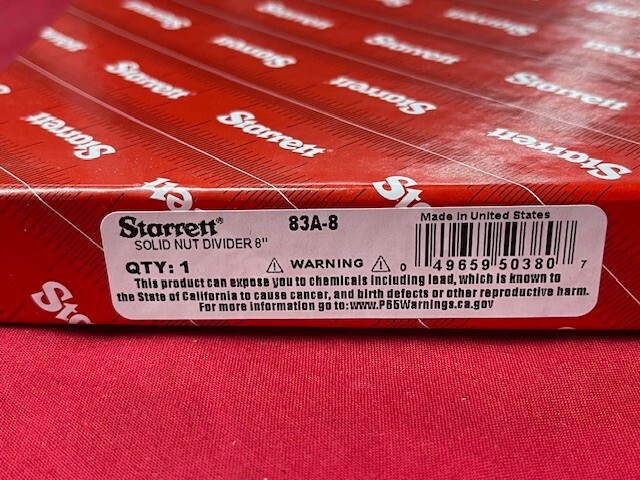 Starrett
Starrett
Starrett
Starrett
Starrett
Starrett
Starrett
Starrett
Starrett® 83A-8 Made in United States
SOLID NUT DIVIDER 8"
QTY: 1 ⚠ WARNING ⚠ 0 49659 50380 7
This product can expose you to chemicals including lead, which is known to
the State of California to cause cancer, and birth defects or other reproductive harm.
For more information go to:www.P65Warnings.ca.gov